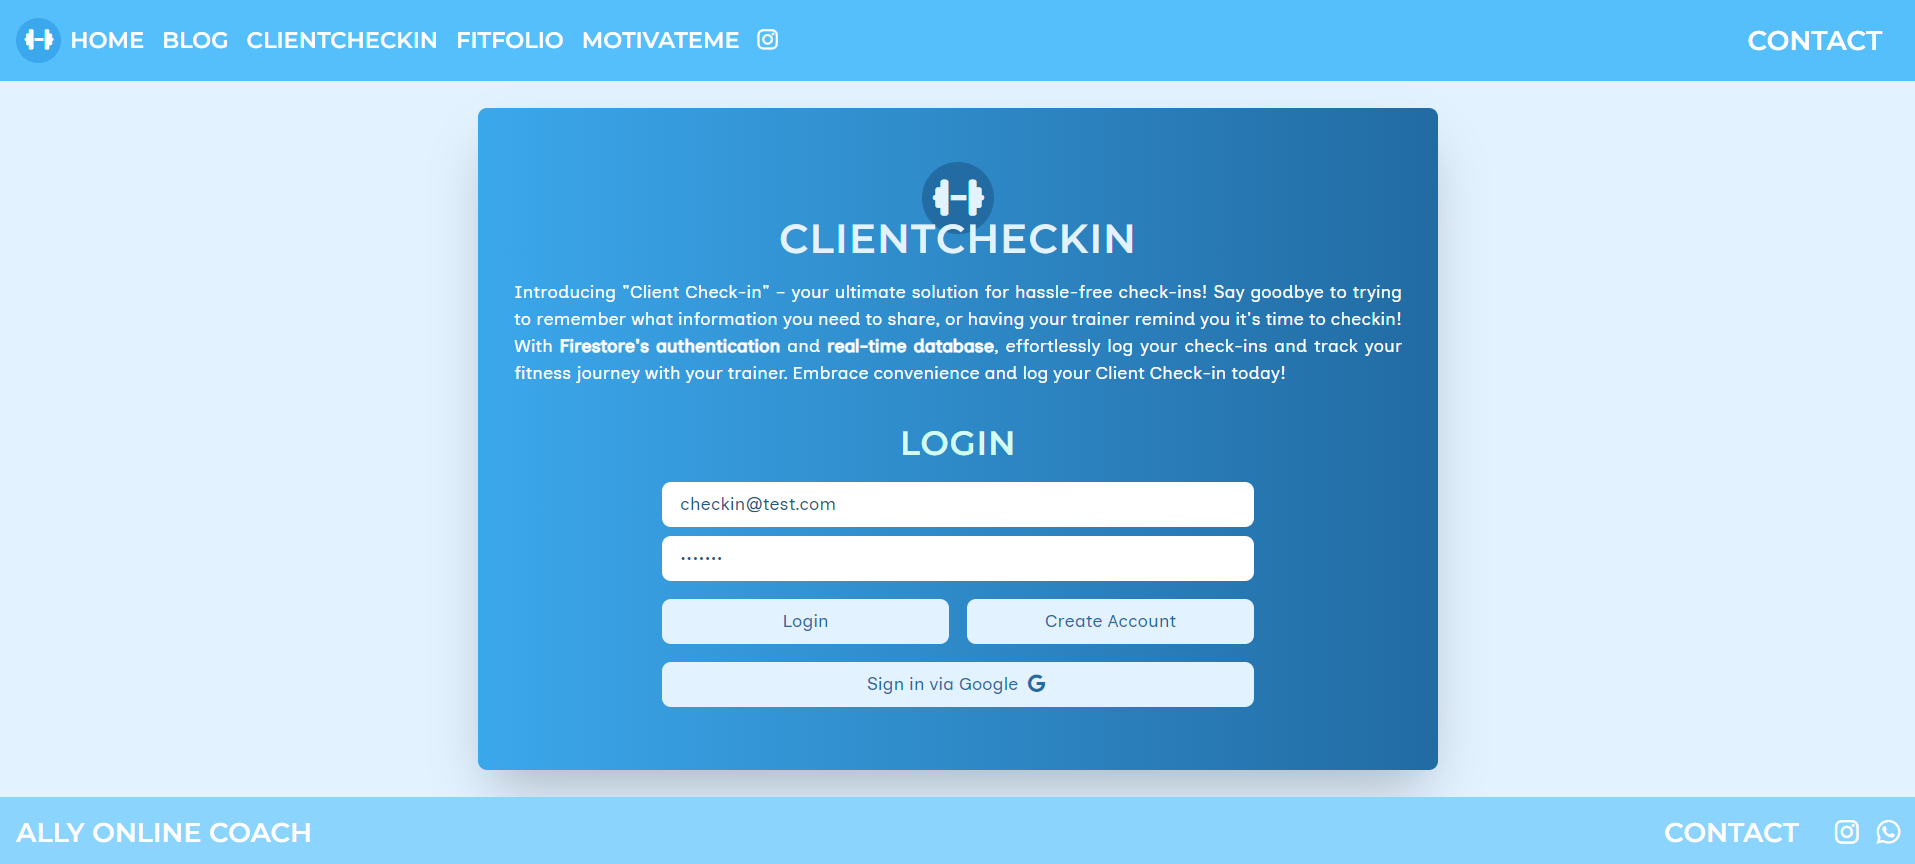 HOME BLOG CLIENTCHECKIN FITFOLIO MOTIVATEME CONTACT
CLIENTCHECKIN
Introducing "Client Check-in" – your ultimate solution for hassle-free check-ins! Say goodbye to trying
to remember what information you need to share, or having your trainer remind you it's time to checkin!
With Firestore's authentication and real-time database, effortlessly log your check-ins and track your
fitness journey with your trainer. Embrace convenience and log your Client Check-in today!
LOGIN
checkin@test.com
•••••••
Login Create Account
Sign in via Google G
ALLY ONLINE COACH CONTACT